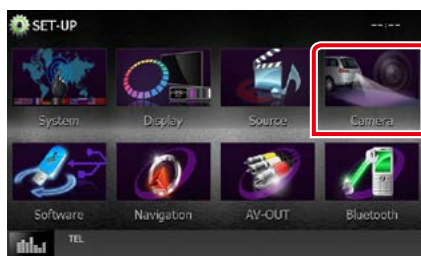 SET-UP
--:--
System
Display
Source
Camera
Software
Navigation
AV-OUT
Bluetooth
TEL